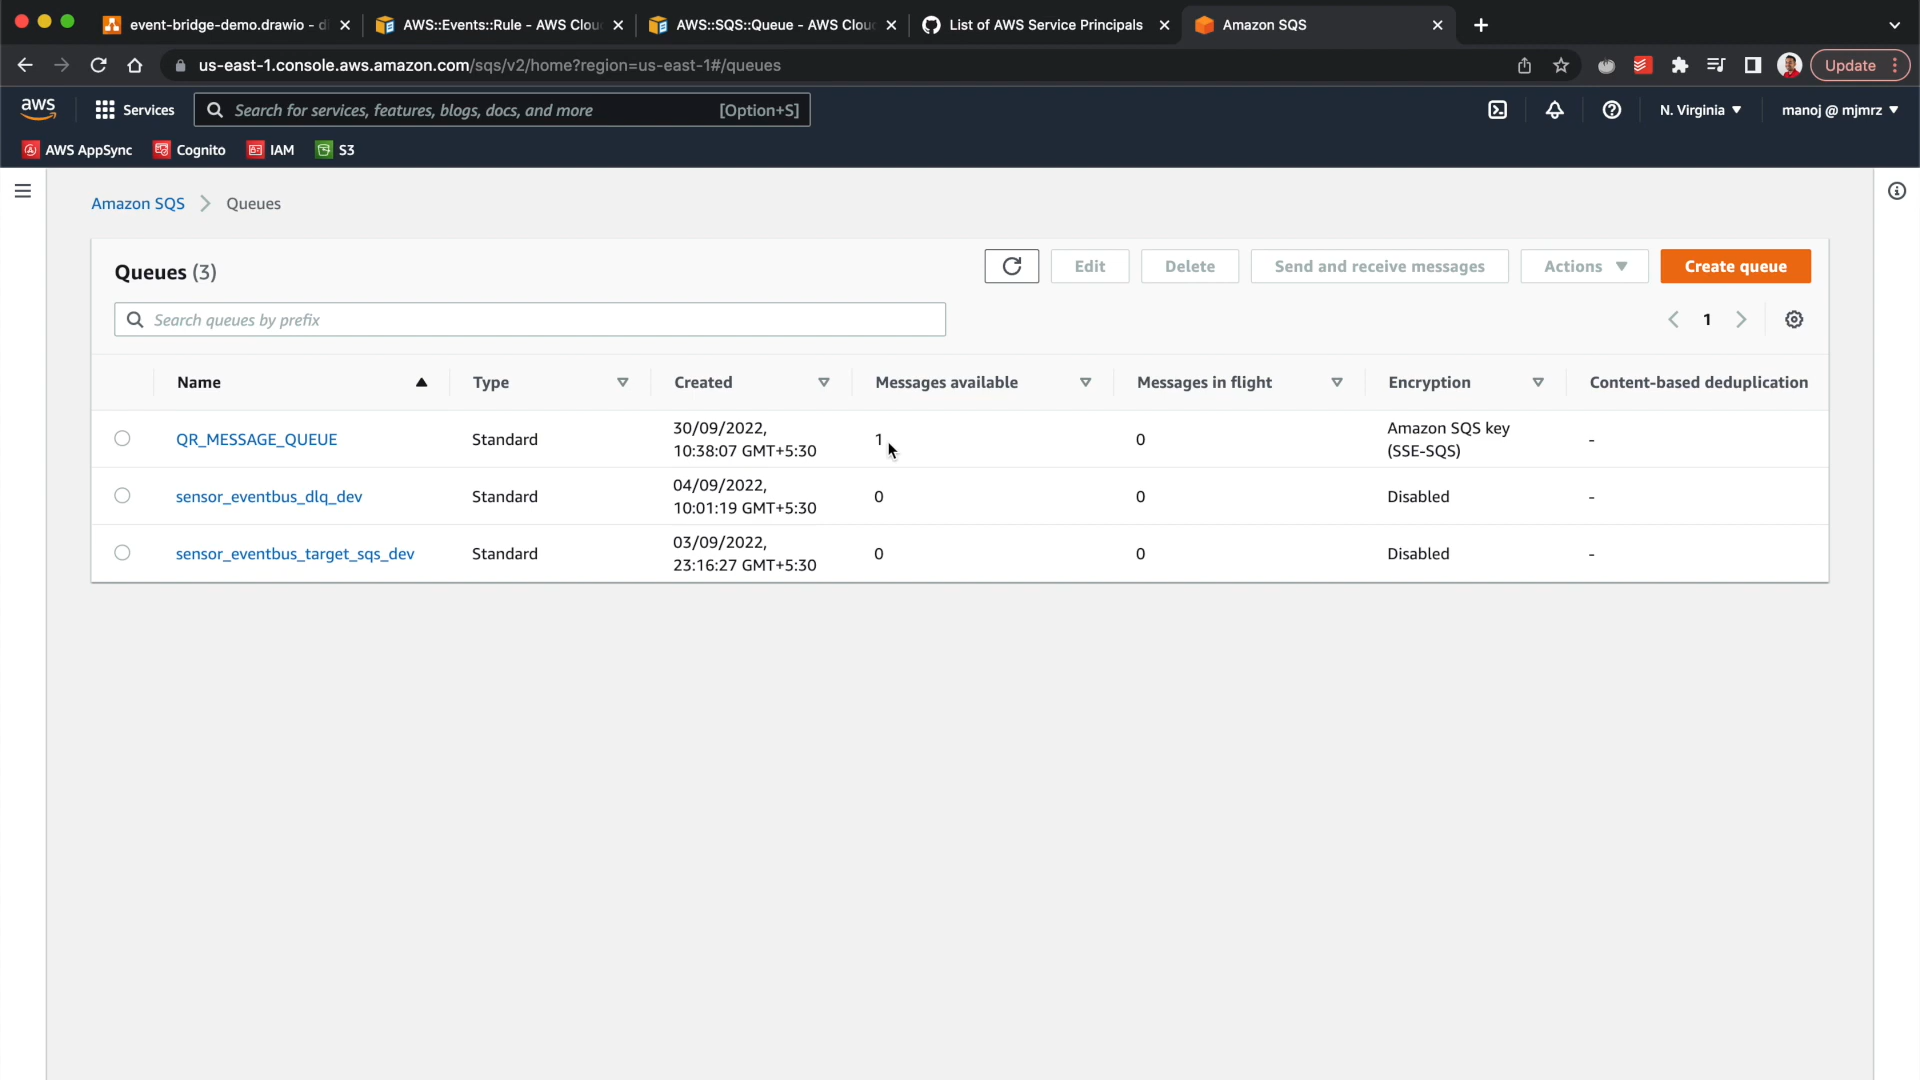 event-bridge-demo.drawio - d
AWS::Events::Rule - AWS Clou
AWS::SQS::Queue - AWS Clou
List of AWS Service Principals
Amazon SQS
us-east-1.console.aws.amazon.com/sqs/v2/home?region=us-east-1#/queues
Update
aws
Services
Search for services, features, blogs, docs, and more
[Option+S]
N. Virginia
manoj @ mjmrz
AWS AppSync
Cognito
IAM
S3
Amazon SQS
Queues
Queues (3)
Edit
Delete
Send and receive messages
Actions
Create queue
Search queues by prefix
1
Name
Type
Created
Messages available
Messages in flight
Encryption
Content-based deduplication
QR_MESSAGE_QUEUE
Standard
30/09/2022,
10:38:07 GMT+5:30
1
0
Amazon SQS key
(SSE-SQS)
-
sensor_eventbus_dlq_dev
Standard
04/09/2022,
10:01:19 GMT+5:30
0
0
Disabled
-
sensor_eventbus_target_sqs_dev
Standard
03/09/2022,
23:16:27 GMT+5:30
0
0
Disabled
-